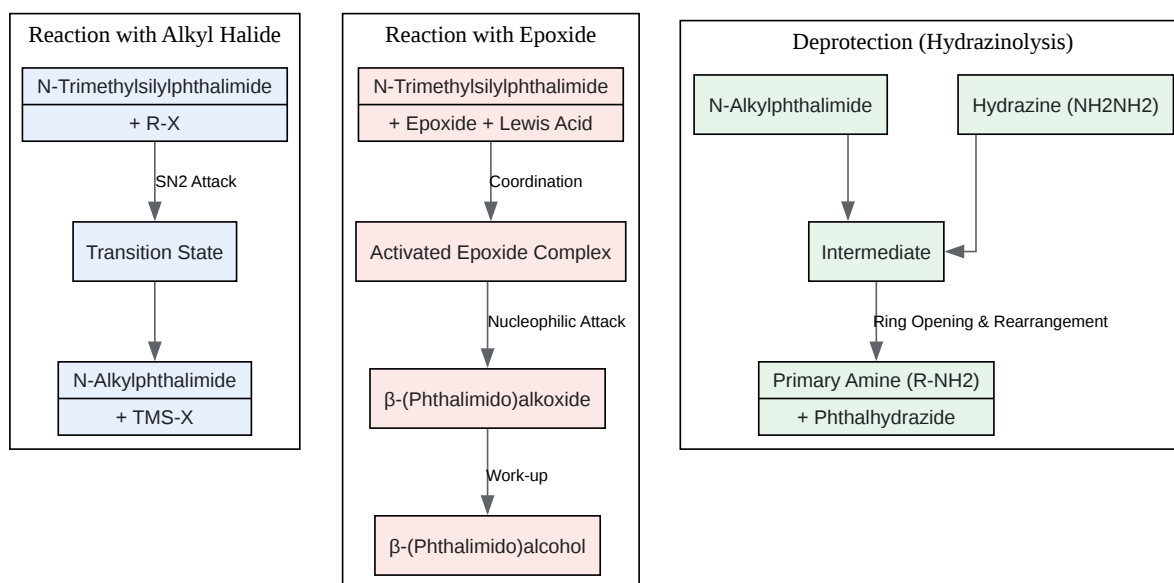 Reaction with Alkyl Halide
N-Trimethylsilylphthalimide
+ R-X
SN2 Attack
Transition State
N-Alkylphthalimide
+ TMS-X
Reaction with Epoxide
N-Trimethylsilylphthalimide
+ Epoxide + Lewis Acid
Coordination
Activated Epoxide Complex
Nucleophilic Attack
β-(Phthalimido)alkoxide
Work-up
β-(Phthalimido)alcohol
Deprotection (Hydrazinolysis)
N-Alkylphthalimide
Hydrazine (NH2NH2)
Intermediate
Ring Opening & Rearrangement
Primary Amine (R-NH2)
+ Phthalhydrazide